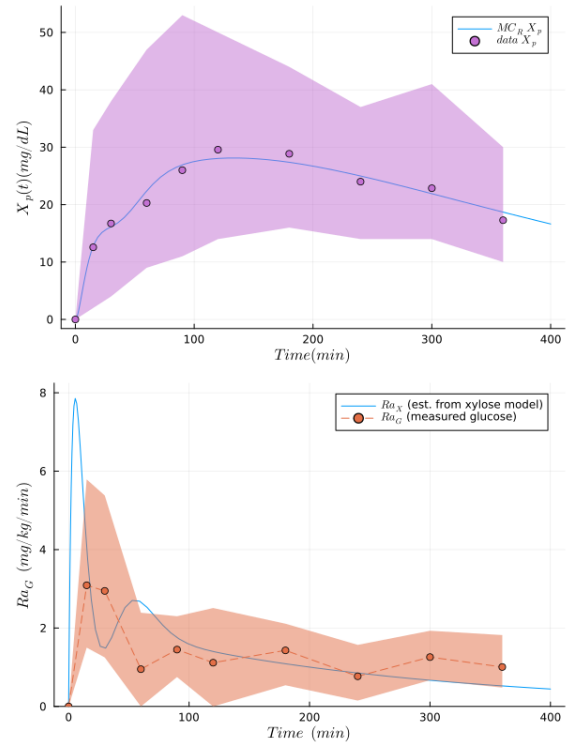 50
40
30
20
10
0
X_p(t)(mg/dL)
MC_R X_p
data X_p
0 100 200 300 400
Time(min)
8
6
4
2
0
Ra_G (mg/kg/min)
Ra_X (est. from xylose model)
Ra_G (measured glucose)
0 100 200 300 400
Time (min)